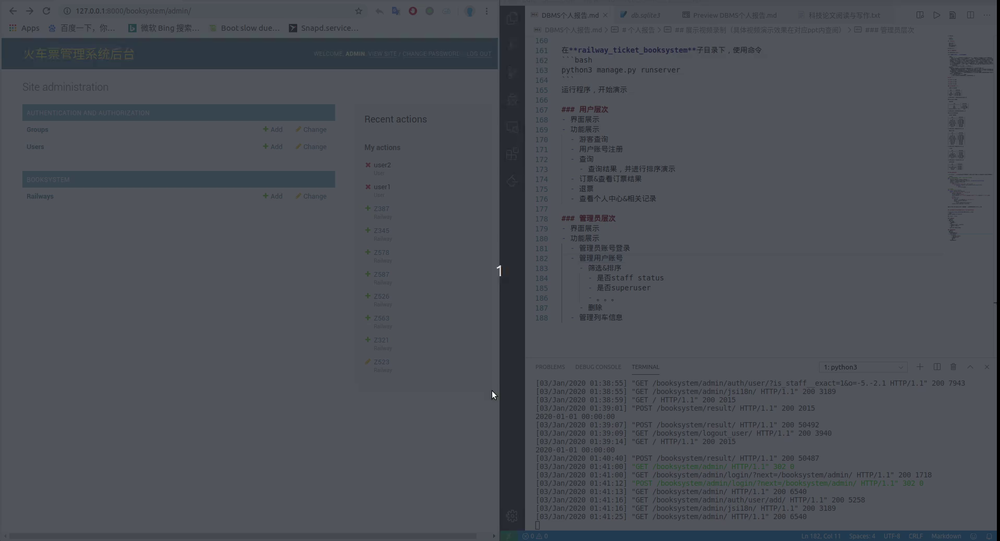 127.0.0.1:8000/booksystem/admin/
Apps
百度一下，你...
微软 Bing 搜索...
Boot slow due...
Snapd.service...
火车票管理系统后台
WELCOME, ADMIN. VIEW SITE / CHANGE PASSWORD / LOG OUT
Site administration
AUTHENTICATION AND AUTHORIZATION
Groups Add Change
Users Add Change
BOOKSYSTEM
Railways Add Change
Recent actions
My actions
user2
User
user1
User
Z387
Railway
Z345
Railway
Z578
Railway
Z587
Railway
Z526
Railway
Z563
Railway
Z321
Railway
Z523
Railway
1
DBMS个人报告.md
db.sqlite3
Preview DBMS个人报告.md
科技论文阅读与写作.txt
DBMS个人报告.md > # 个人报告 > ## 展示视频录制（具体视频演示效果在对应ppt内查阅） > ### 管理员层次
160
161 在**railway_ticket_booksystem**子目录下，使用命令
162 ```bash
163 python3 manage.py runserver
164 ```
165 运行程序，开始演示
166
167 ### 用户层次
168 - 界面展示
169 - 功能展示
170 - 游客查询
171 - 用户账号注册
172 - 查询
173 - 查询结果，并进行排序演示
174 - 订票&查看订票结果
175 - 退票
176 - 查看个人中心&相关记录
177
178 ### 管理员层次
179 - 界面展示
180 - 功能展示
181 - 管理员账号登录
182 - 管理用户账号
183 - 筛选&排序
184 - 是否staff status
185 - 是否superuser
186 - 。。。
187 - 删除
188 - 管理列车信息
PROBLEMS DEBUG CONSOLE TERMINAL 1: python3
[03/Jan/2020 01:38:55] "GET /booksystem/admin/auth/user/?is_staff__exact=1&o=-5.-2.1 HTTP/1.1" 200 7943
[03/Jan/2020 01:38:55] "GET /booksystem/admin/jsi18n/ HTTP/1.1" 200 3189
[03/Jan/2020 01:38:59] "GET / HTTP/1.1" 200 2015
[03/Jan/2020 01:39:01] "POST /booksystem/result/ HTTP/1.1" 200 2015
2020-01-01 00:00:00
[03/Jan/2020 01:39:07] "POST /booksystem/result/ HTTP/1.1" 200 50492
[03/Jan/2020 01:39:09] "GET /booksystem/logout_user/ HTTP/1.1" 200 3940
[03/Jan/2020 01:39:14] "GET / HTTP/1.1" 200 2015
2020-01-01 00:00:00
[03/Jan/2020 01:40:40] "POST /booksystem/result/ HTTP/1.1" 200 50487
[03/Jan/2020 01:41:00] "GET /booksystem/admin/ HTTP/1.1" 302 0
[03/Jan/2020 01:41:00] "GET /booksystem/admin/login/?next=/booksystem/admin/ HTTP/1.1" 200 1718
[03/Jan/2020 01:41:12] "POST /booksystem/admin/login/?next=/booksystem/admin/ HTTP/1.1" 302 0
[03/Jan/2020 01:41:13] "GET /booksystem/admin/ HTTP/1.1" 200 6540
[03/Jan/2020 01:41:16] "GET /booksystem/admin/auth/user/add/ HTTP/1.1" 200 5258
[03/Jan/2020 01:41:16] "GET /booksystem/admin/jsi18n/ HTTP/1.1" 200 3189
[03/Jan/2020 01:41:25] "GET /booksystem/admin/ HTTP/1.1" 200 6540
0 0 Ln 182, Col 11 Spaces: 4 UTF-8 CRLF Markdown